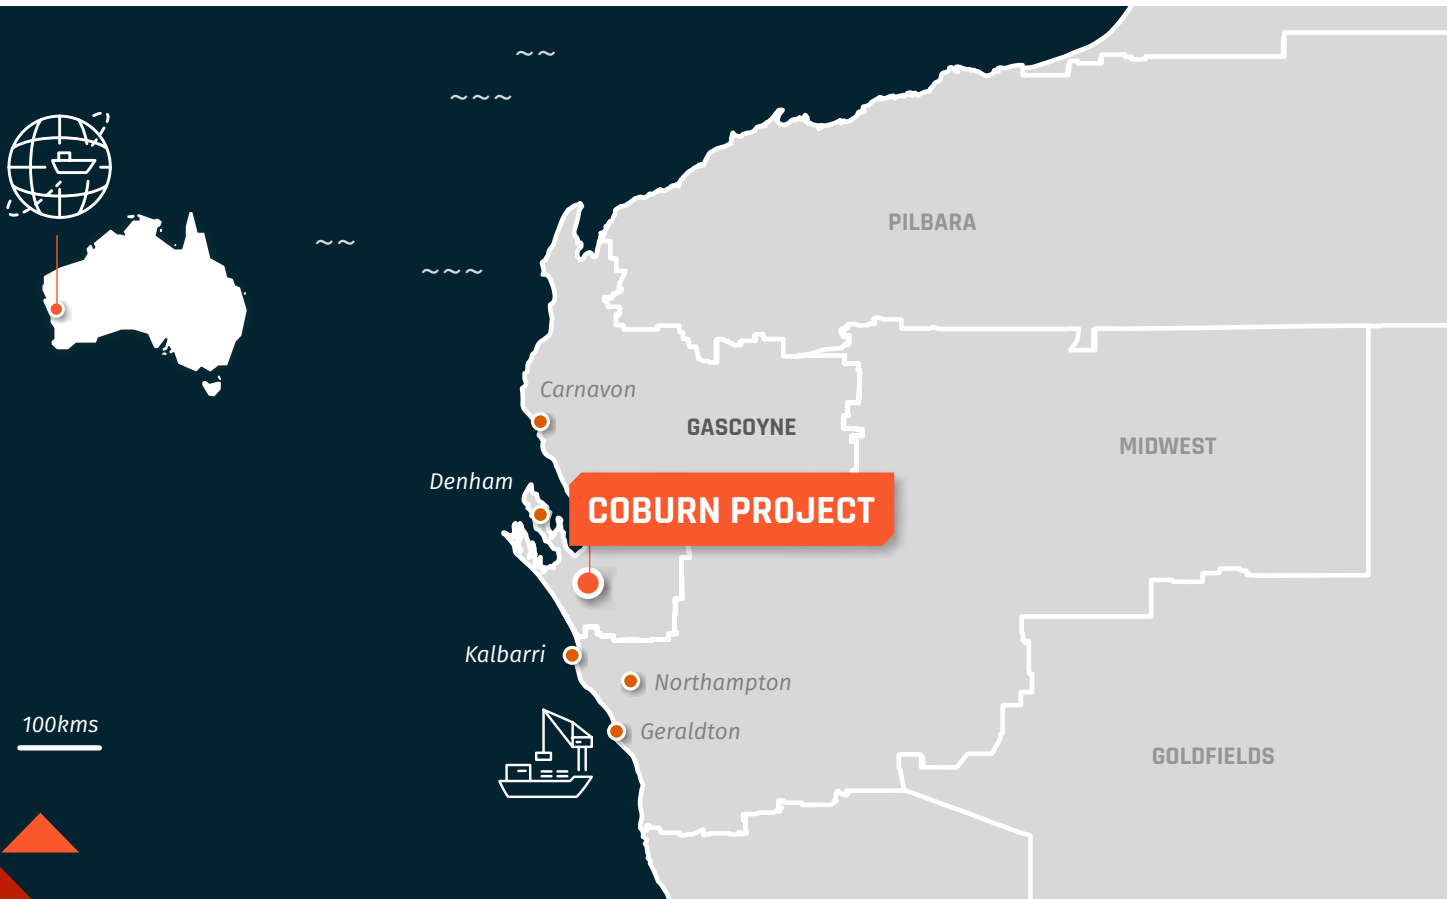 PILBARA
Carnavon
GASCOYNE
MIDWEST
Denham
COBURN PROJECT
Kalbarri
Northampton
100kms
Geraldton
GOLDFIELDS